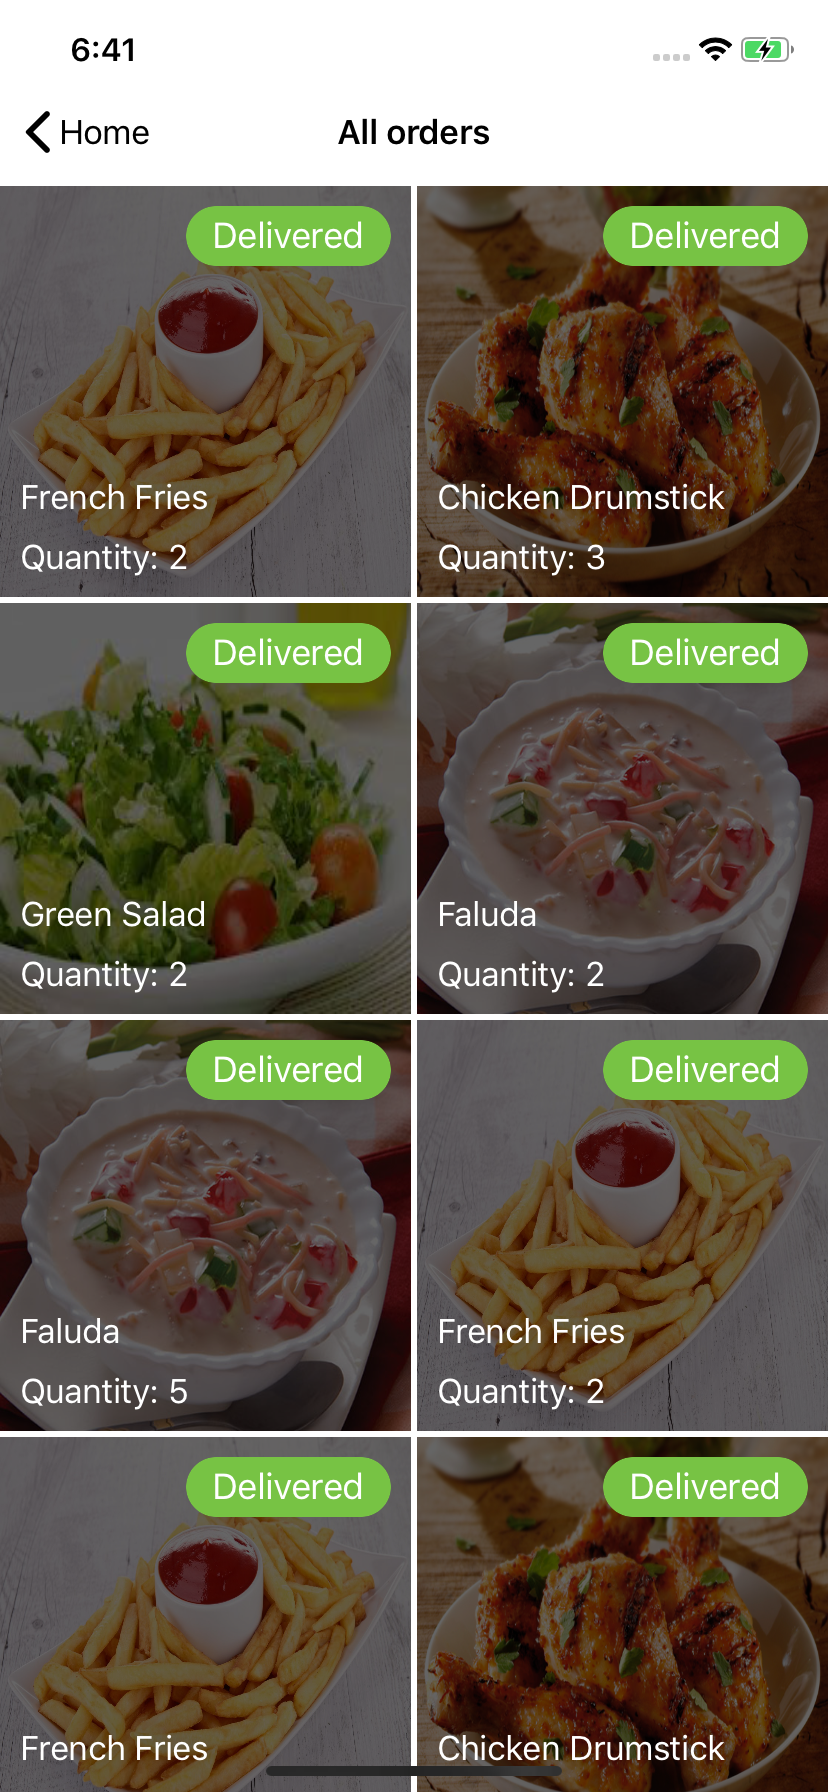 6:41
Home
All orders
Delivered
French Fries
Quantity: 2
Delivered
Chicken Drumstick
Quantity: 3
Delivered
Green Salad
Quantity: 2
Delivered
Faluda
Quantity: 2
Delivered
Faluda
Quantity: 5
Delivered
French Fries
Quantity: 2
Delivered
French Fries
Delivered
Chicken Drumstick